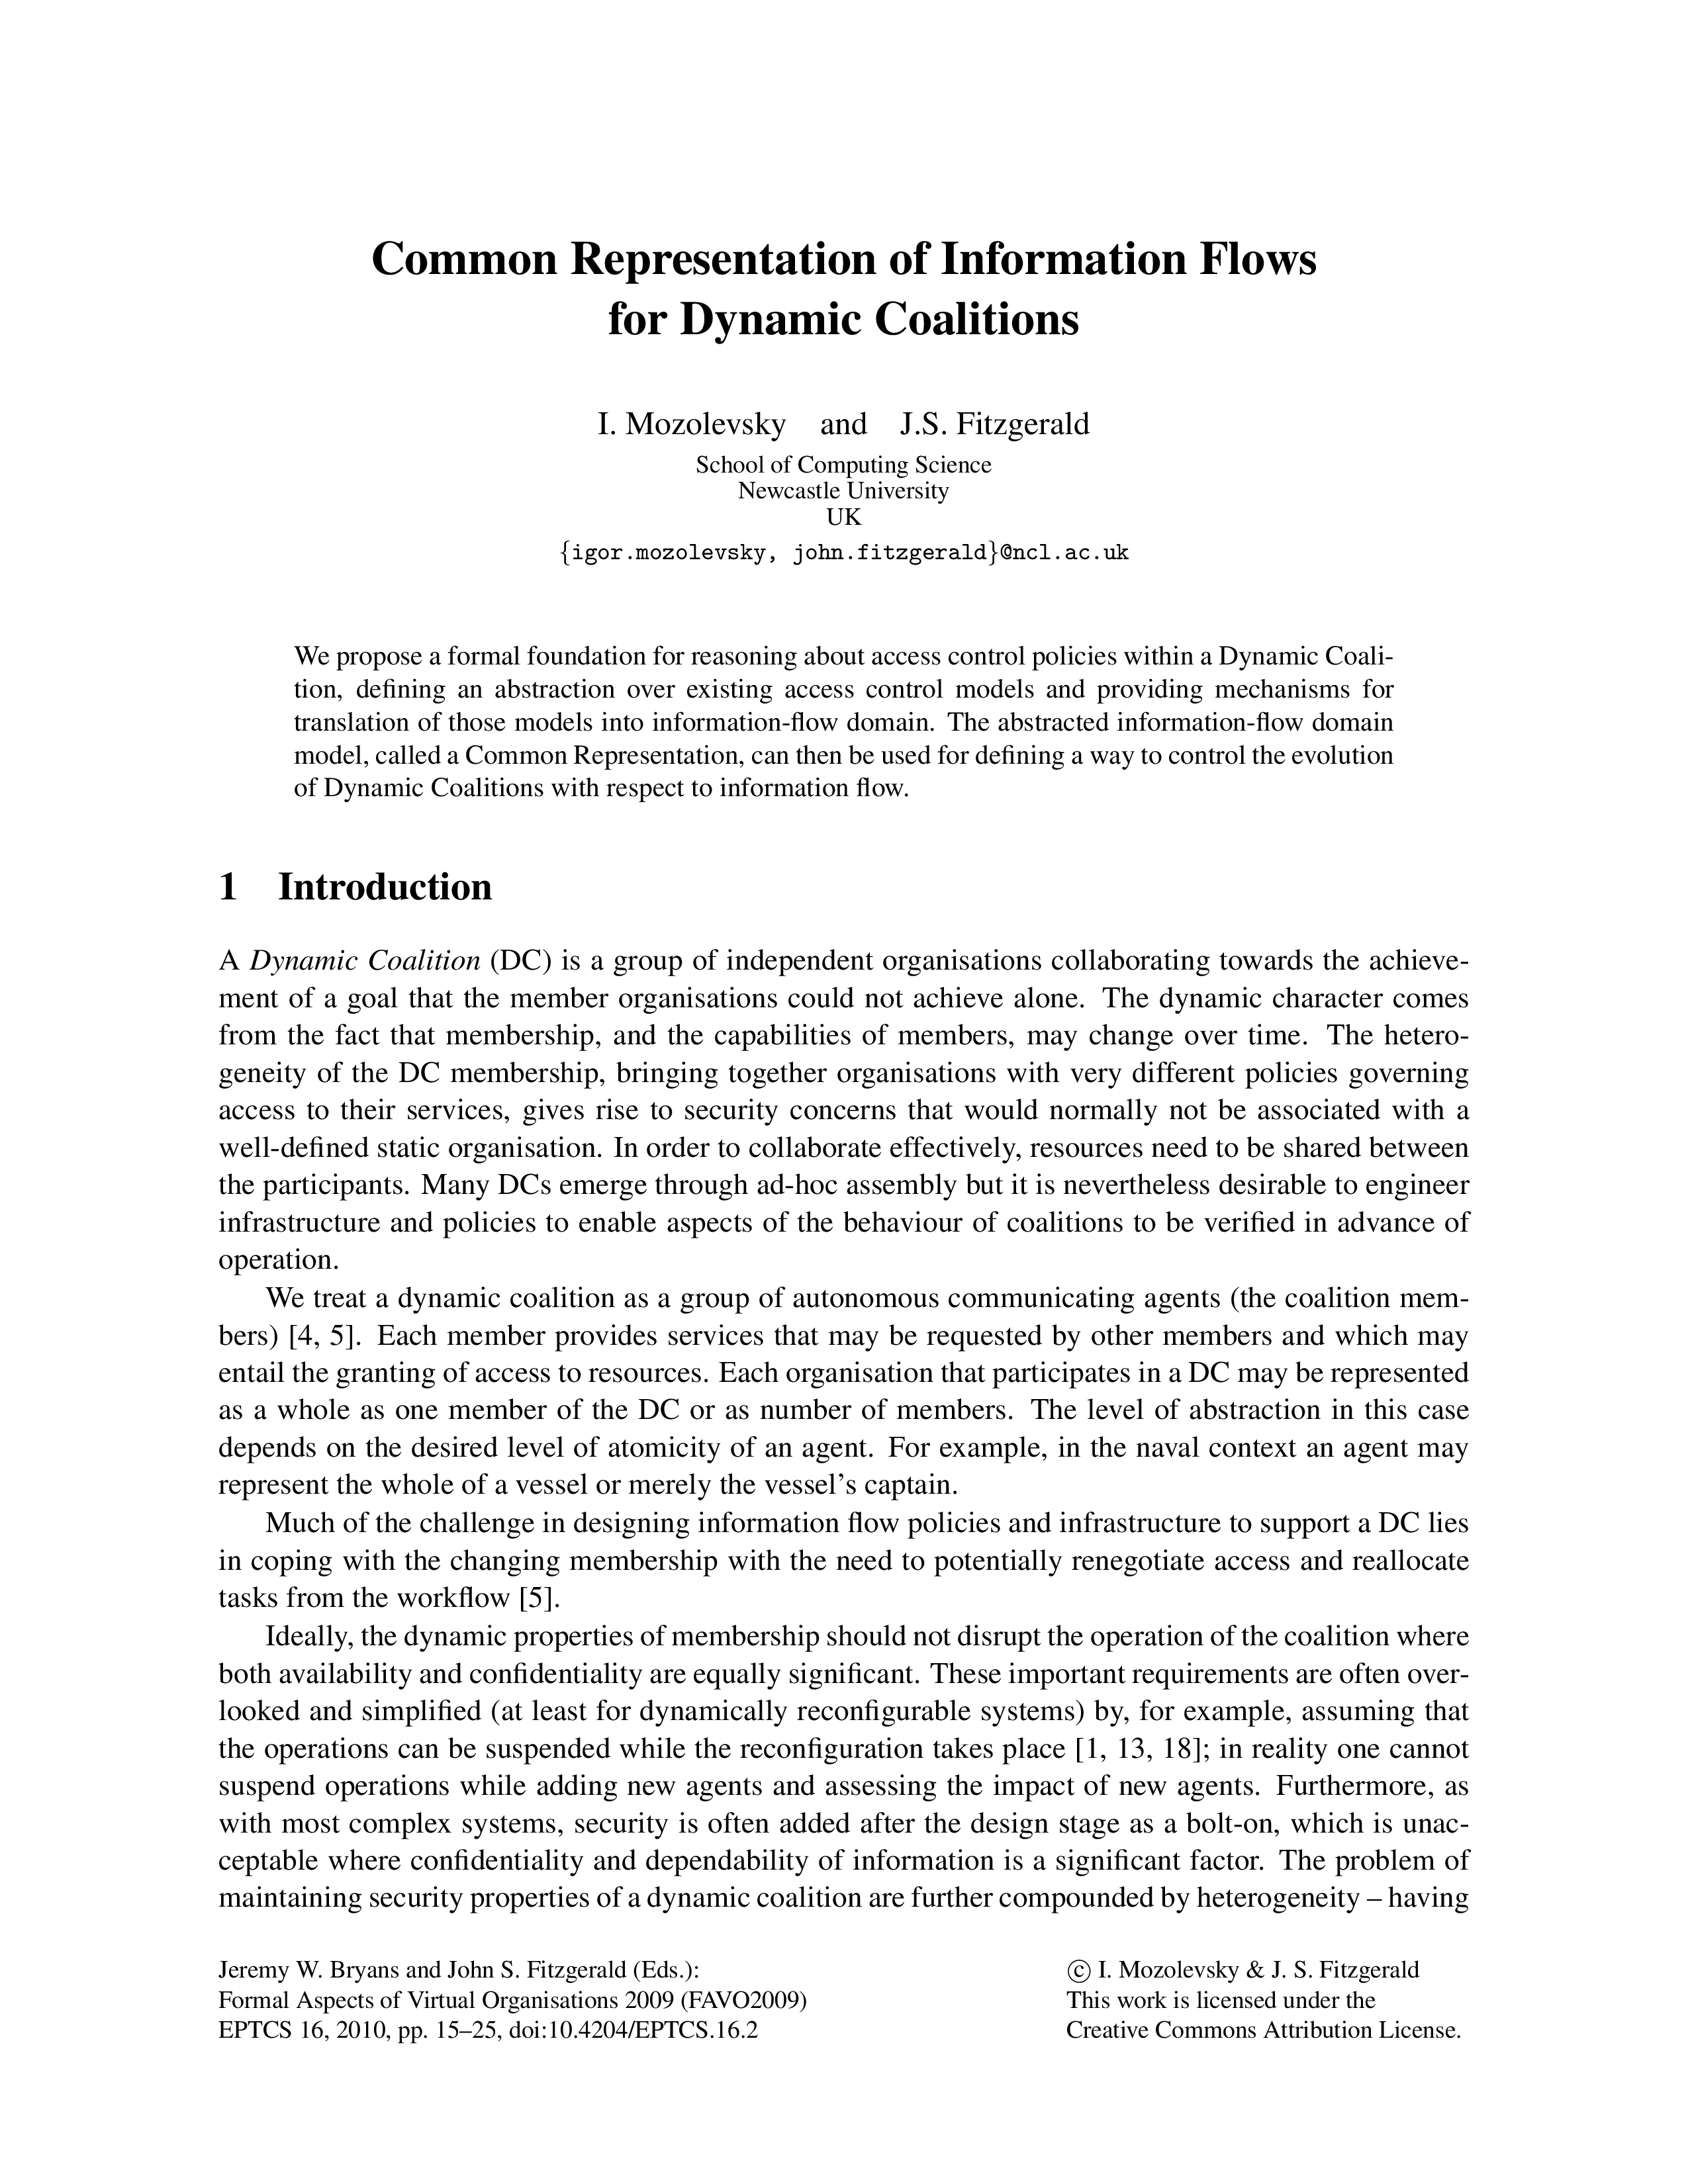 Common Representation of Information Flows
for Dynamic Coalitions
I. Mozolevsky and J.S. Fitzgerald
School of Computing Science
Newcastle University
UK
{igor.mozolevsky, john.fitzgerald}@ncl.ac.uk
We propose a formal foundation for reasoning about access control policies within a Dynamic Coali-
tion, defining an abstraction over existing access control models and providing mechanisms for
translation of those models into information-flow domain. The abstracted information-flow domain
model, called a Common Representation, can then be used for defining a way to control the evolution
of Dynamic Coalitions with respect to information flow.
1 Introduction
A Dynamic Coalition (DC) is a group of independent organisations collaborating towards the achieve-
ment of a goal that the member organisations could not achieve alone. The dynamic character comes
from the fact that membership, and the capabilities of members, may change over time. The hetero-
geneity of the DC membership, bringing together organisations with very different policies governing
access to their services, gives rise to security concerns that would normally not be associated with a
well-defined static organisation. In order to collaborate effectively, resources need to be shared between
the participants. Many DCs emerge through ad-hoc assembly but it is nevertheless desirable to engineer
infrastructure and policies to enable aspects of the behaviour of coalitions to be verified in advance of
operation.
We treat a dynamic coalition as a group of autonomous communicating agents (the coalition mem-
bers) [4, 5]. Each member provides services that may be requested by other members and which may
entail the granting of access to resources. Each organisation that participates in a DC may be represented
as a whole as one member of the DC or as number of members. The level of abstraction in this case
depends on the desired level of atomicity of an agent. For example, in the naval context an agent may
represent the whole of a vessel or merely the vessel's captain.
Much of the challenge in designing information flow policies and infrastructure to support a DC lies
in coping with the changing membership with the need to potentially renegotiate access and reallocate
tasks from the workflow [5].
Ideally, the dynamic properties of membership should not disrupt the operation of the coalition where
both availability and confidentiality are equally significant. These important requirements are often over-
looked and simplified (at least for dynamically reconfigurable systems) by, for example, assuming that
the operations can be suspended while the reconfiguration takes place [1, 13, 18]; in reality one cannot
suspend operations while adding new agents and assessing the impact of new agents. Furthermore, as
with most complex systems, security is often added after the design stage as a bolt-on, which is unac-
ceptable where confidentiality and dependability of information is a significant factor. The problem of
maintaining security properties of a dynamic coalition are further compounded by heterogeneity – having
Jeremy W. Bryans and John S. Fitzgerald (Eds.):
Formal Aspects of Virtual Organisations 2009 (FAVO2009)
EPTCS 16, 2010, pp. 15–25, doi:10.4204/EPTCS.16.2
© I. Mozolevsky & J. S. Fitzgerald
This work is licensed under the
Creative Commons Attribution License.